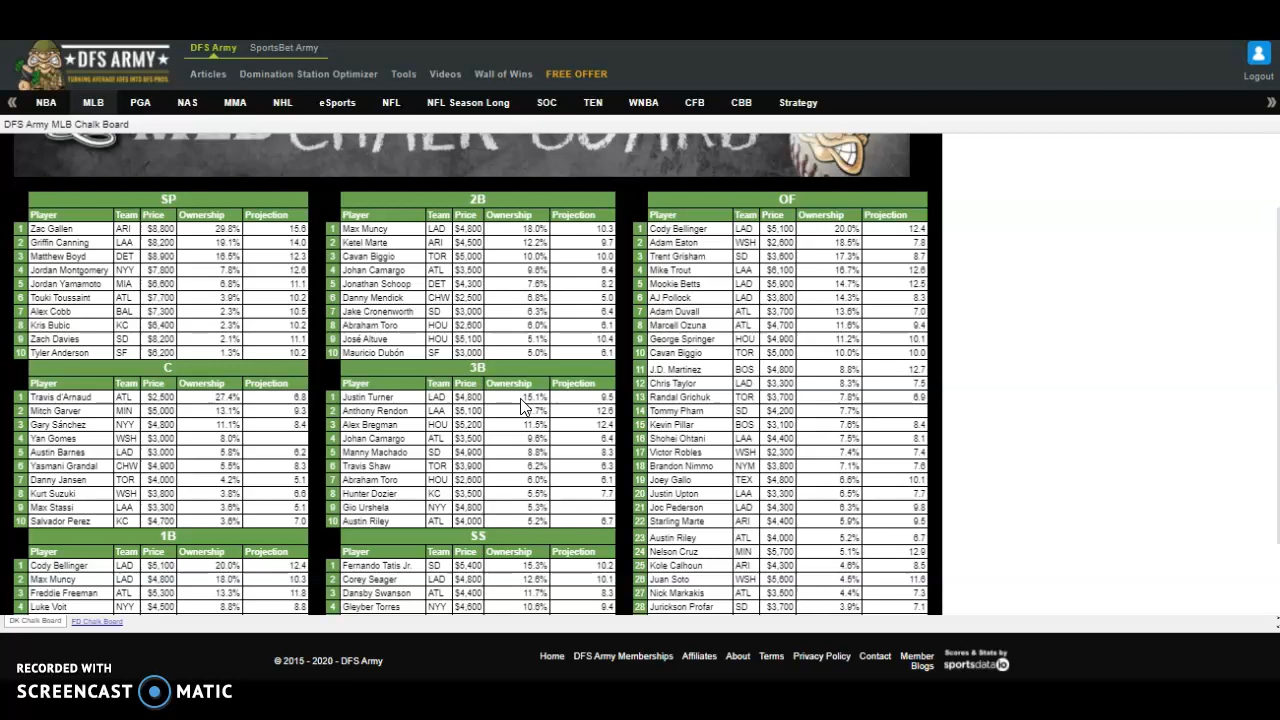 DFS Army SportsBet Army
★DFS ARMY★
TURNING AVERAGE JOES INTO DFS PROS.
Articles Domination Station Optimizer Tools Videos Wall of Wins FREE OFFER
Logout
« NBA MLB PGA NAS MMA NHL eSports NFL NFL Season Long SOC TEN WNBA CFB CBB Strategy »
DFS Army MLB Chalk Board
MLB CHALK BOARD
SP
Player Team Price Ownership Projection
1 Zac Gallen ARI $8,800 29.8% 15.6
2 Griffin Canning LAA $8,200 19.1% 14.0
3 Matthew Boyd DET $8,900 16.5% 12.3
4 Jordan Montgomery NYY $7,800 7.8% 12.6
5 Jordan Yamamoto MIA $6,600 6.8% 11.1
6 Touki Toussaint ATL $7,700 3.9% 10.2
7 Alex Cobb BAL $7,300 2.3% 10.5
8 Kris Bubic KC $6,400 2.3% 10.2
9 Zach Davies SD $8,200 2.1% 11.1
10 Tyler Anderson SF $6,200 1.3% 10.2
C
Player Team Price Ownership Projection
1 Travis d'Arnaud ATL $2,500 27.4% 6.8
2 Mitch Garver MIN $5,000 13.1% 9.3
3 Gary Sánchez NYY $4,800 11.1% 8.4
4 Yan Gomes WSH $3,000 8.0%
5 Austin Barnes LAD $3,000 5.8% 6.2
6 Yasmani Grandal CHW $4,900 5.5% 8.3
7 Danny Jansen TOR $4,000 4.2% 5.1
8 Kurt Suzuki WSH $3,800 3.8% 6.6
9 Max Stassi LAA $3,300 3.6% 5.1
10 Salvador Perez KC $4,700 3.6% 7.0
1B
Player Team Price Ownership Projection
1 Cody Bellinger LAD $5,100 20.0% 12.4
2 Max Muncy LAD $4,800 18.0% 10.3
3 Freddie Freeman ATL $5,300 13.3% 11.8
4 Luke Voit NYY $4,500 8.8% 8.8
2B
Player Team Price Ownership Projection
1 Max Muncy LAD $4,800 18.0% 10.3
2 Ketel Marte ARI $4,500 12.2% 9.7
3 Cavan Biggio TOR $5,000 10.0% 10.0
4 Johan Camargo ATL $3,500 9.6% 6.4
5 Jonathan Schoop DET $4,300 7.6% 8.2
6 Danny Mendick CHW $2,500 6.8% 5.0
7 Jake Cronenworth SD $3,000 6.3% 6.4
8 Abraham Toro HOU $2,600 6.0% 6.1
9 José Altuve HOU $5,100 5.1% 10.4
10 Mauricio Dubón SF $3,000 5.0% 6.1
3B
Player Team Price Ownership Projection
1 Justin Turner LAD $4,800 15.1% 9.5
2 Anthony Rendon LAA $5,100 12.6
3 Alex Bregman HOU $5,200 11.5% 12.4
4 Johan Camargo ATL $3,500 9.6% 6.4
5 Manny Machado SD $4,900 8.8% 8.3
6 Travis Shaw TOR $3,900 6.2% 6.3
7 Abraham Toro HOU $2,600 6.0% 6.1
8 Hunter Dozier KC $3,500 5.5% 7.7
9 Gio Urshela NYY $4,800 5.3%
10 Austin Riley ATL $4,000 5.2% 6.7
SS
Player Team Price Ownership Projection
1 Fernando Tatis Jr. SD $5,400 15.3% 10.2
2 Corey Seager LAD $4,800 12.6% 10.1
3 Dansby Swanson ATL $4,400 11.7% 8.3
4 Gleyber Torres NYY $4,600 10.6% 9.4
OF
Player Team Price Ownership Projection
1 Cody Bellinger LAD $5,100 20.0% 12.4
2 Adam Eaton WSH $2,600 18.5% 7.8
3 Trent Grisham SD $3,600 17.3% 8.7
4 Mike Trout LAA $6,100 16.7% 12.6
5 Mookie Betts LAD $5,900 14.7% 12.5
6 AJ Pollock LAD $3,800 14.3% 8.3
7 Adam Duvall ATL $3,700 13.6% 7.0
8 Marcell Ozuna ATL $4,700 11.6% 9.4
9 George Springer HOU $4,900 11.2% 10.1
10 Cavan Biggio TOR $5,000 10.0% 10.0
11 J.D. Martinez BOS $4,800 8.8% 12.7
12 Chris Taylor LAD $3,300 8.3% 7.5
13 Randal Grichuk TOR $3,700 7.8% 6.9
14 Tommy Pham SD $4,200 7.7%
15 Kevin Pillar BOS $3,100 7.6% 8.4
16 Shohei Ohtani LAA $4,400 7.5% 8.1
17 Victor Robles WSH $2,300 7.4% 7.4
18 Brandon Nimmo NYM $3,800 7.1% 7.6
19 Joey Gallo TEX $4,800 6.6% 10.1
20 Justin Upton LAA $3,300 6.5% 7.7
21 Joc Pederson LAD $4,300 6.3% 9.8
22 Starling Marte ARI $4,400 5.9% 9.5
23 Austin Riley ATL $4,000 5.2% 6.7
24 Nelson Cruz MIN $5,700 5.1% 12.9
25 Kole Calhoun ARI $4,300 4.6% 8.5
26 Juan Soto WSH $5,600 4.5% 11.6
27 Nick Markakis ATL $3,600 4.4% 7.3
28 Jurickson Profar SD $3,700 3.9% 7.1
DK Chalk Board FD Chalk Board
© 2015 - 2020 - DFS Army
Home DFS Army Memberships Affiliates About Terms Privacy Policy Contact Member Blogs
Scores & Stats by
sportsdataio
RECORDED WITH
SCREENCAST MATIC